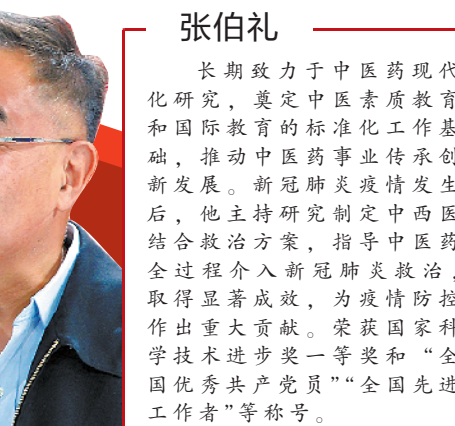 张伯礼
长期致力于中医药现代
化研究，奠定中医素质教育
和国际教育的标准化工作基
础，推动中医药事业传承创
新发展。新冠肺炎疫情发生
后，他主持研究制定中西医
结合救治方案，指导中医药
全过程介入新冠肺炎救治，
取得显著成效，为疫情防控
作出重大贡献。荣获国家科
学技术进步奖一等奖和“全
国优秀共产党员”“全国先进
工作者”等称号。